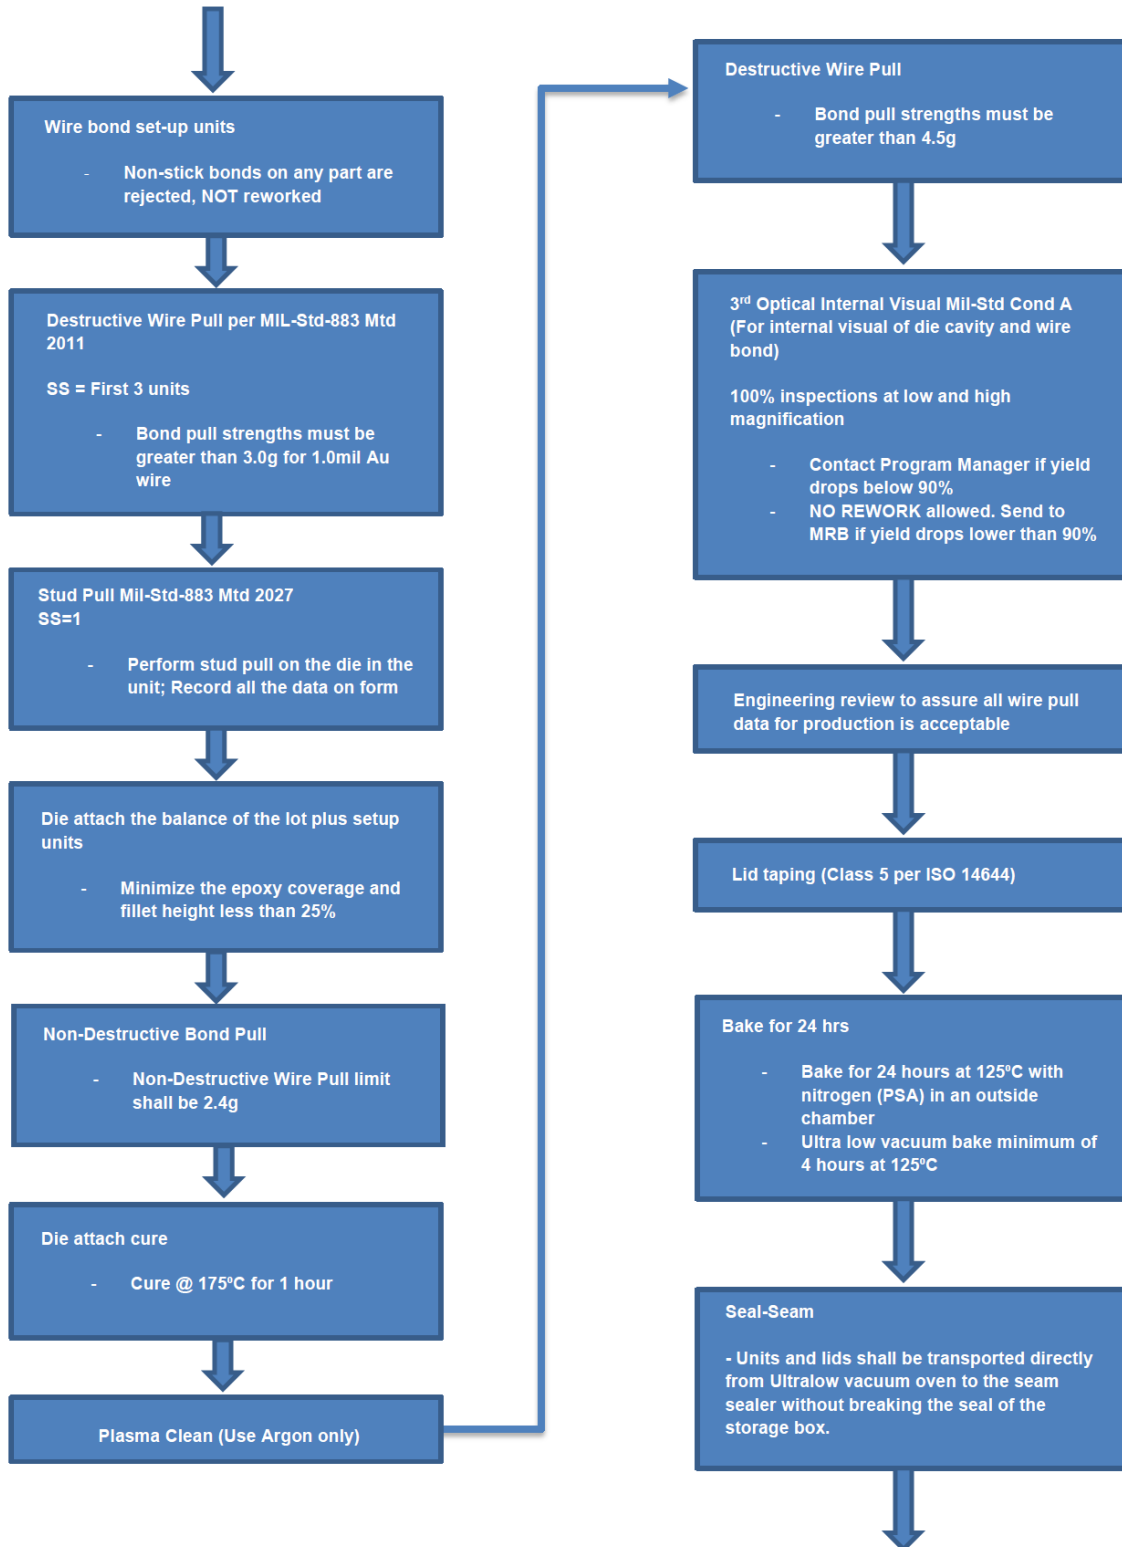 Wire bond set-up units
- Non-stick bonds on any part are
rejected, NOT reworked
Destructive Wire Pull per MIL-Std-883 Mtd
2011
SS = First 3 units
- Bond pull strengths must be
greater than 3.0g for 1.0mil Au
wire
Stud Pull Mil-Std-883 Mtd 2027
SS=1
- Perform stud pull on the die in the
unit; Record all the data on form
Die attach the balance of the lot plus setup
units
- Minimize the epoxy coverage and
fillet height less than 25%
Non-Destructive Bond Pull
- Non-Destructive Wire Pull limit
shall be 2.4g
Die attach cure
- Cure @ 175ºC for 1 hour
Plasma Clean (Use Argon only)
Destructive Wire Pull
- Bond pull strengths must be
greater than 4.5g
3rd Optical Internal Visual Mil-Std Cond A
(For internal visual of die cavity and wire
bond)
100% inspections at low and high
magnification
- Contact Program Manager if yield
drops below 90%
- NO REWORK allowed. Send to
MRB if yield drops lower than 90%
Engineering review to assure all wire pull
data for production is acceptable
Lid taping (Class 5 per ISO 14644)
Bake for 24 hrs
- Bake for 24 hours at 125ºC with
nitrogen (PSA) in an outside
chamber
- Ultra low vacuum bake minimum of
4 hours at 125ºC
Seal-Seam
- Units and lids shall be transported directly
from Ultralow vacuum oven to the seam
sealer without breaking the seal of the
storage box.